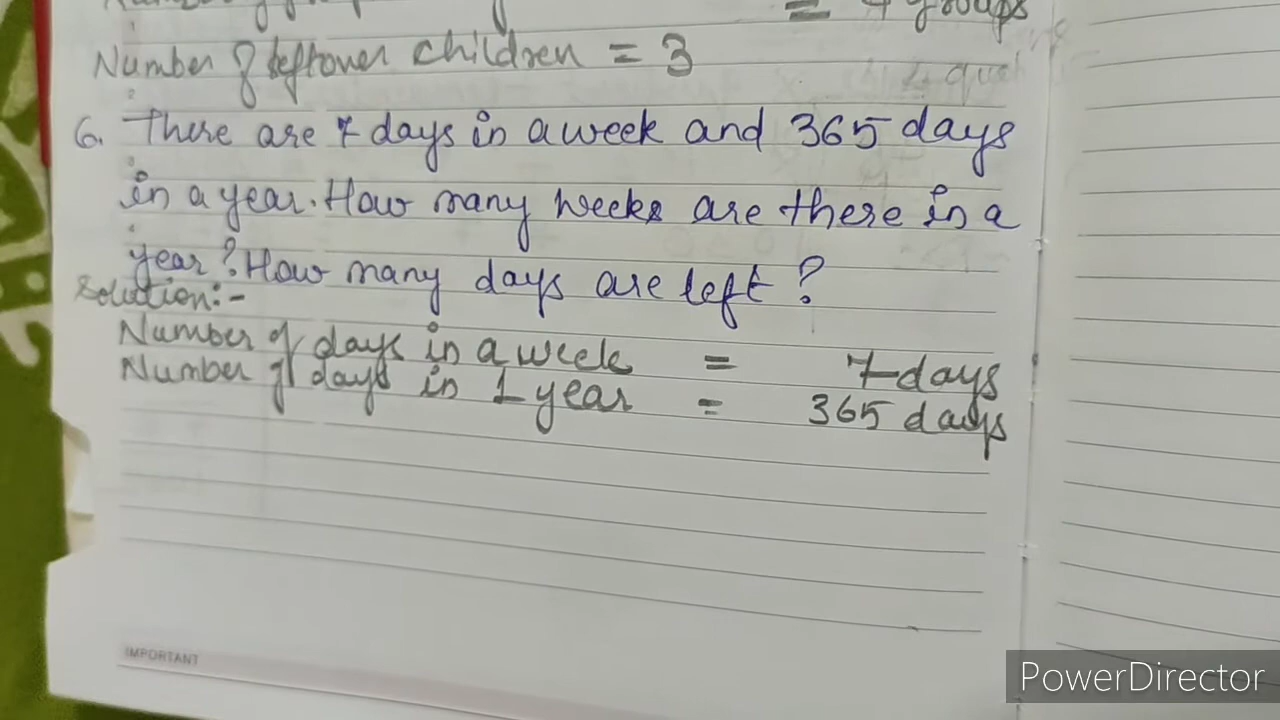 = 4 groups
Number of leftover children = 3
6. There are 7 days in a week and 365 days
in a year. How many weeks are there in a
year? How many days are left?
Solution:-
Number of days in a week = 7 days
Number of days in 1 year = 365 days
IMPORTANT
PowerDirector